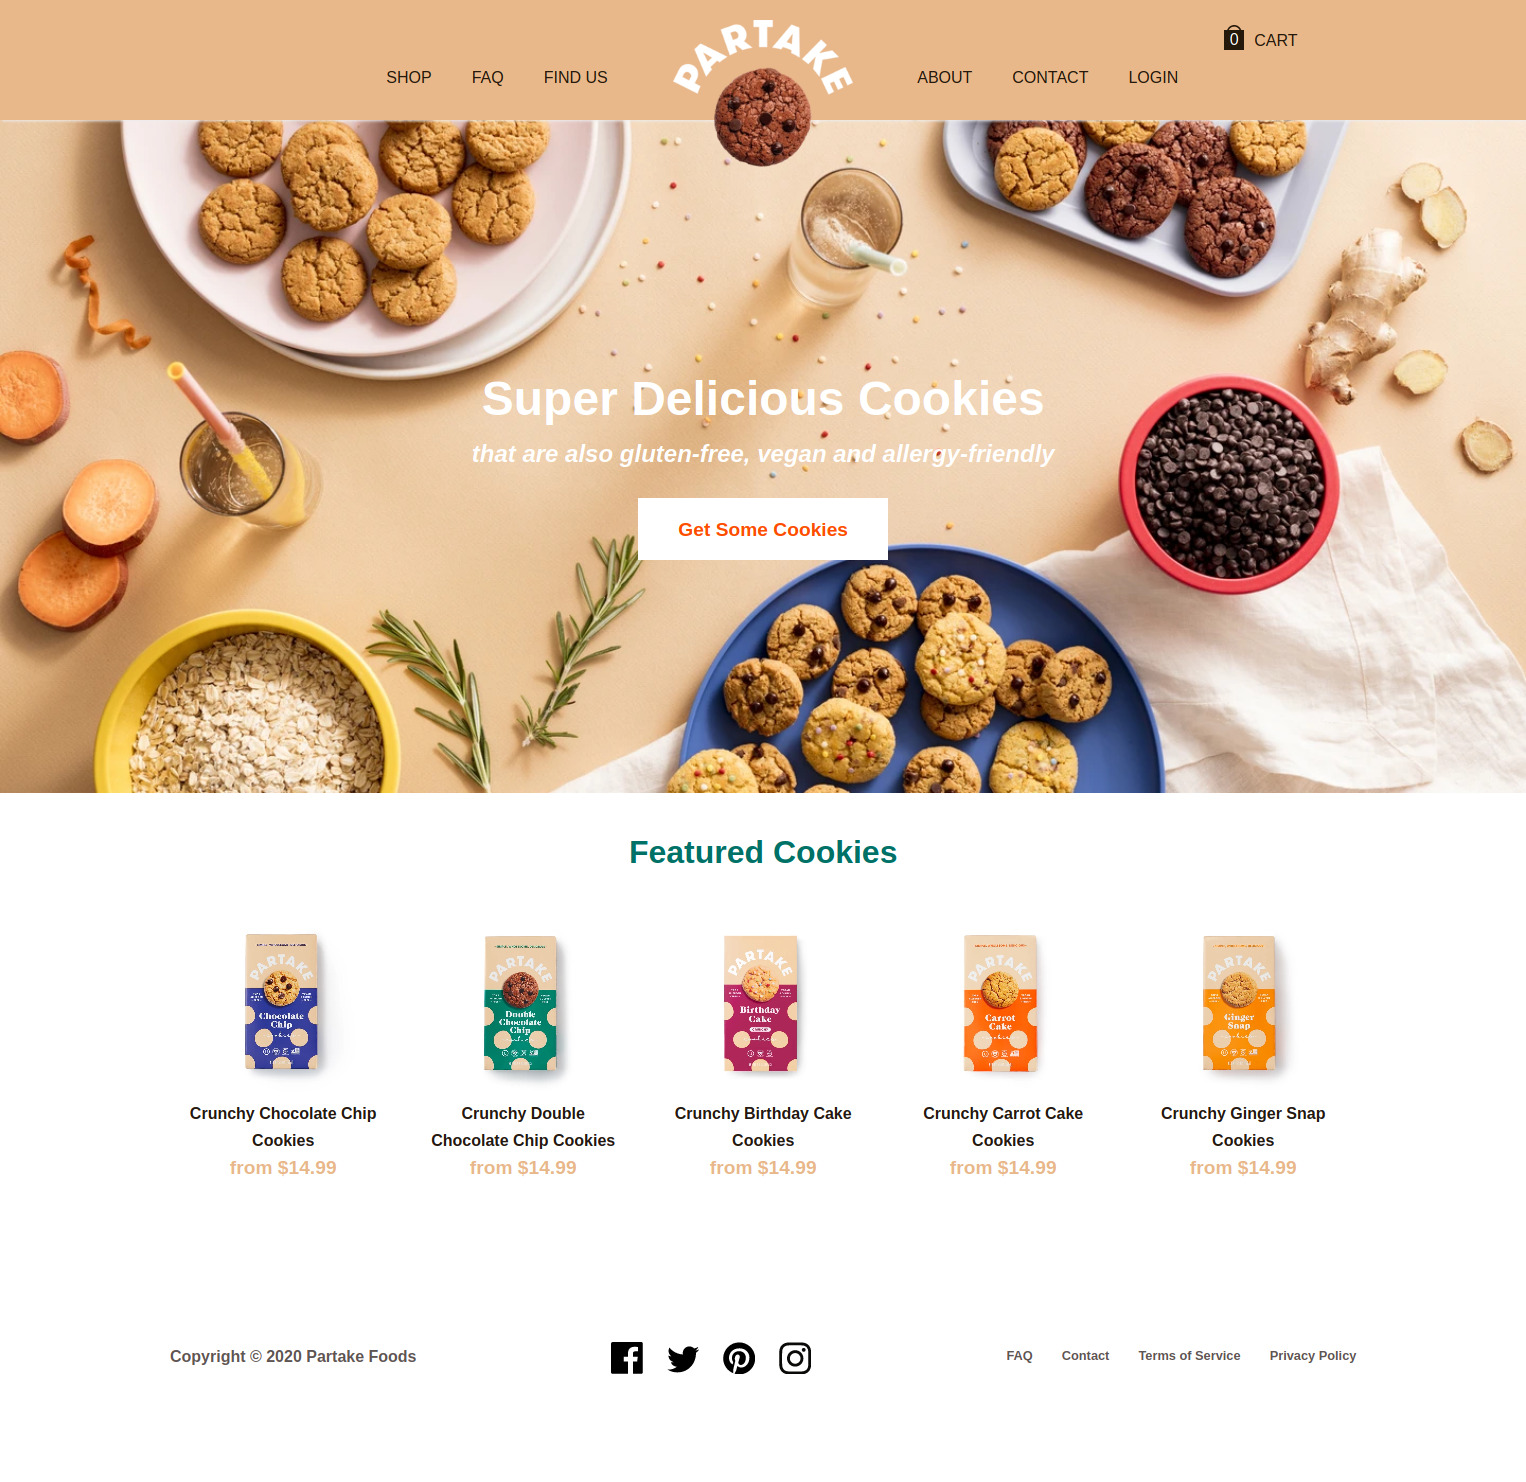 SHOP FAQ FIND US
PARTAKE
ABOUT CONTACT LOGIN
0 CART
Super Delicious Cookies
that are also gluten-free, vegan and allergy-friendly
Get Some Cookies
Featured Cookies
PARTAKE
Chocolate
Chip
PARTAKE
Double
Chocolate
Chip
PARTAKE
Birthday
Cake
CRUNCHY
PARTAKE
Carrot
Cake
PARTAKE
Ginger
Snap
Crunchy Chocolate Chip
Cookies
from $14.99
Crunchy Double
Chocolate Chip Cookies
from $14.99
Crunchy Birthday Cake
Cookies
from $14.99
Crunchy Carrot Cake
Cookies
from $14.99
Crunchy Ginger Snap
Cookies
from $14.99
Copyright © 2020 Partake Foods
FAQ Contact Terms of Service Privacy Policy